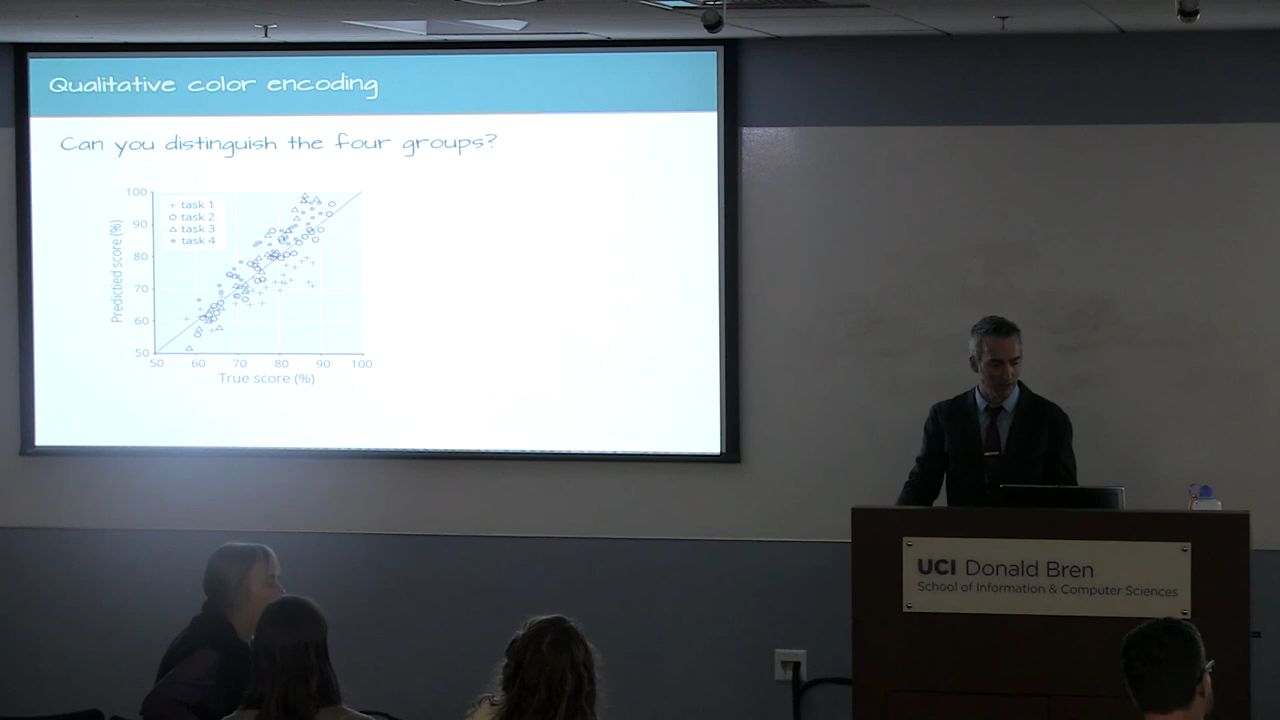 Qualitative color encoding
Can you distinguish the four groups?
100
90
80
70
60
50
Predictied score (%)
+ task 1
○ task 2
△ task 3
• task 4
50 60 70 80 90 100
True score (%)
UCI Donald Bren
School of Information & Computer Sciences